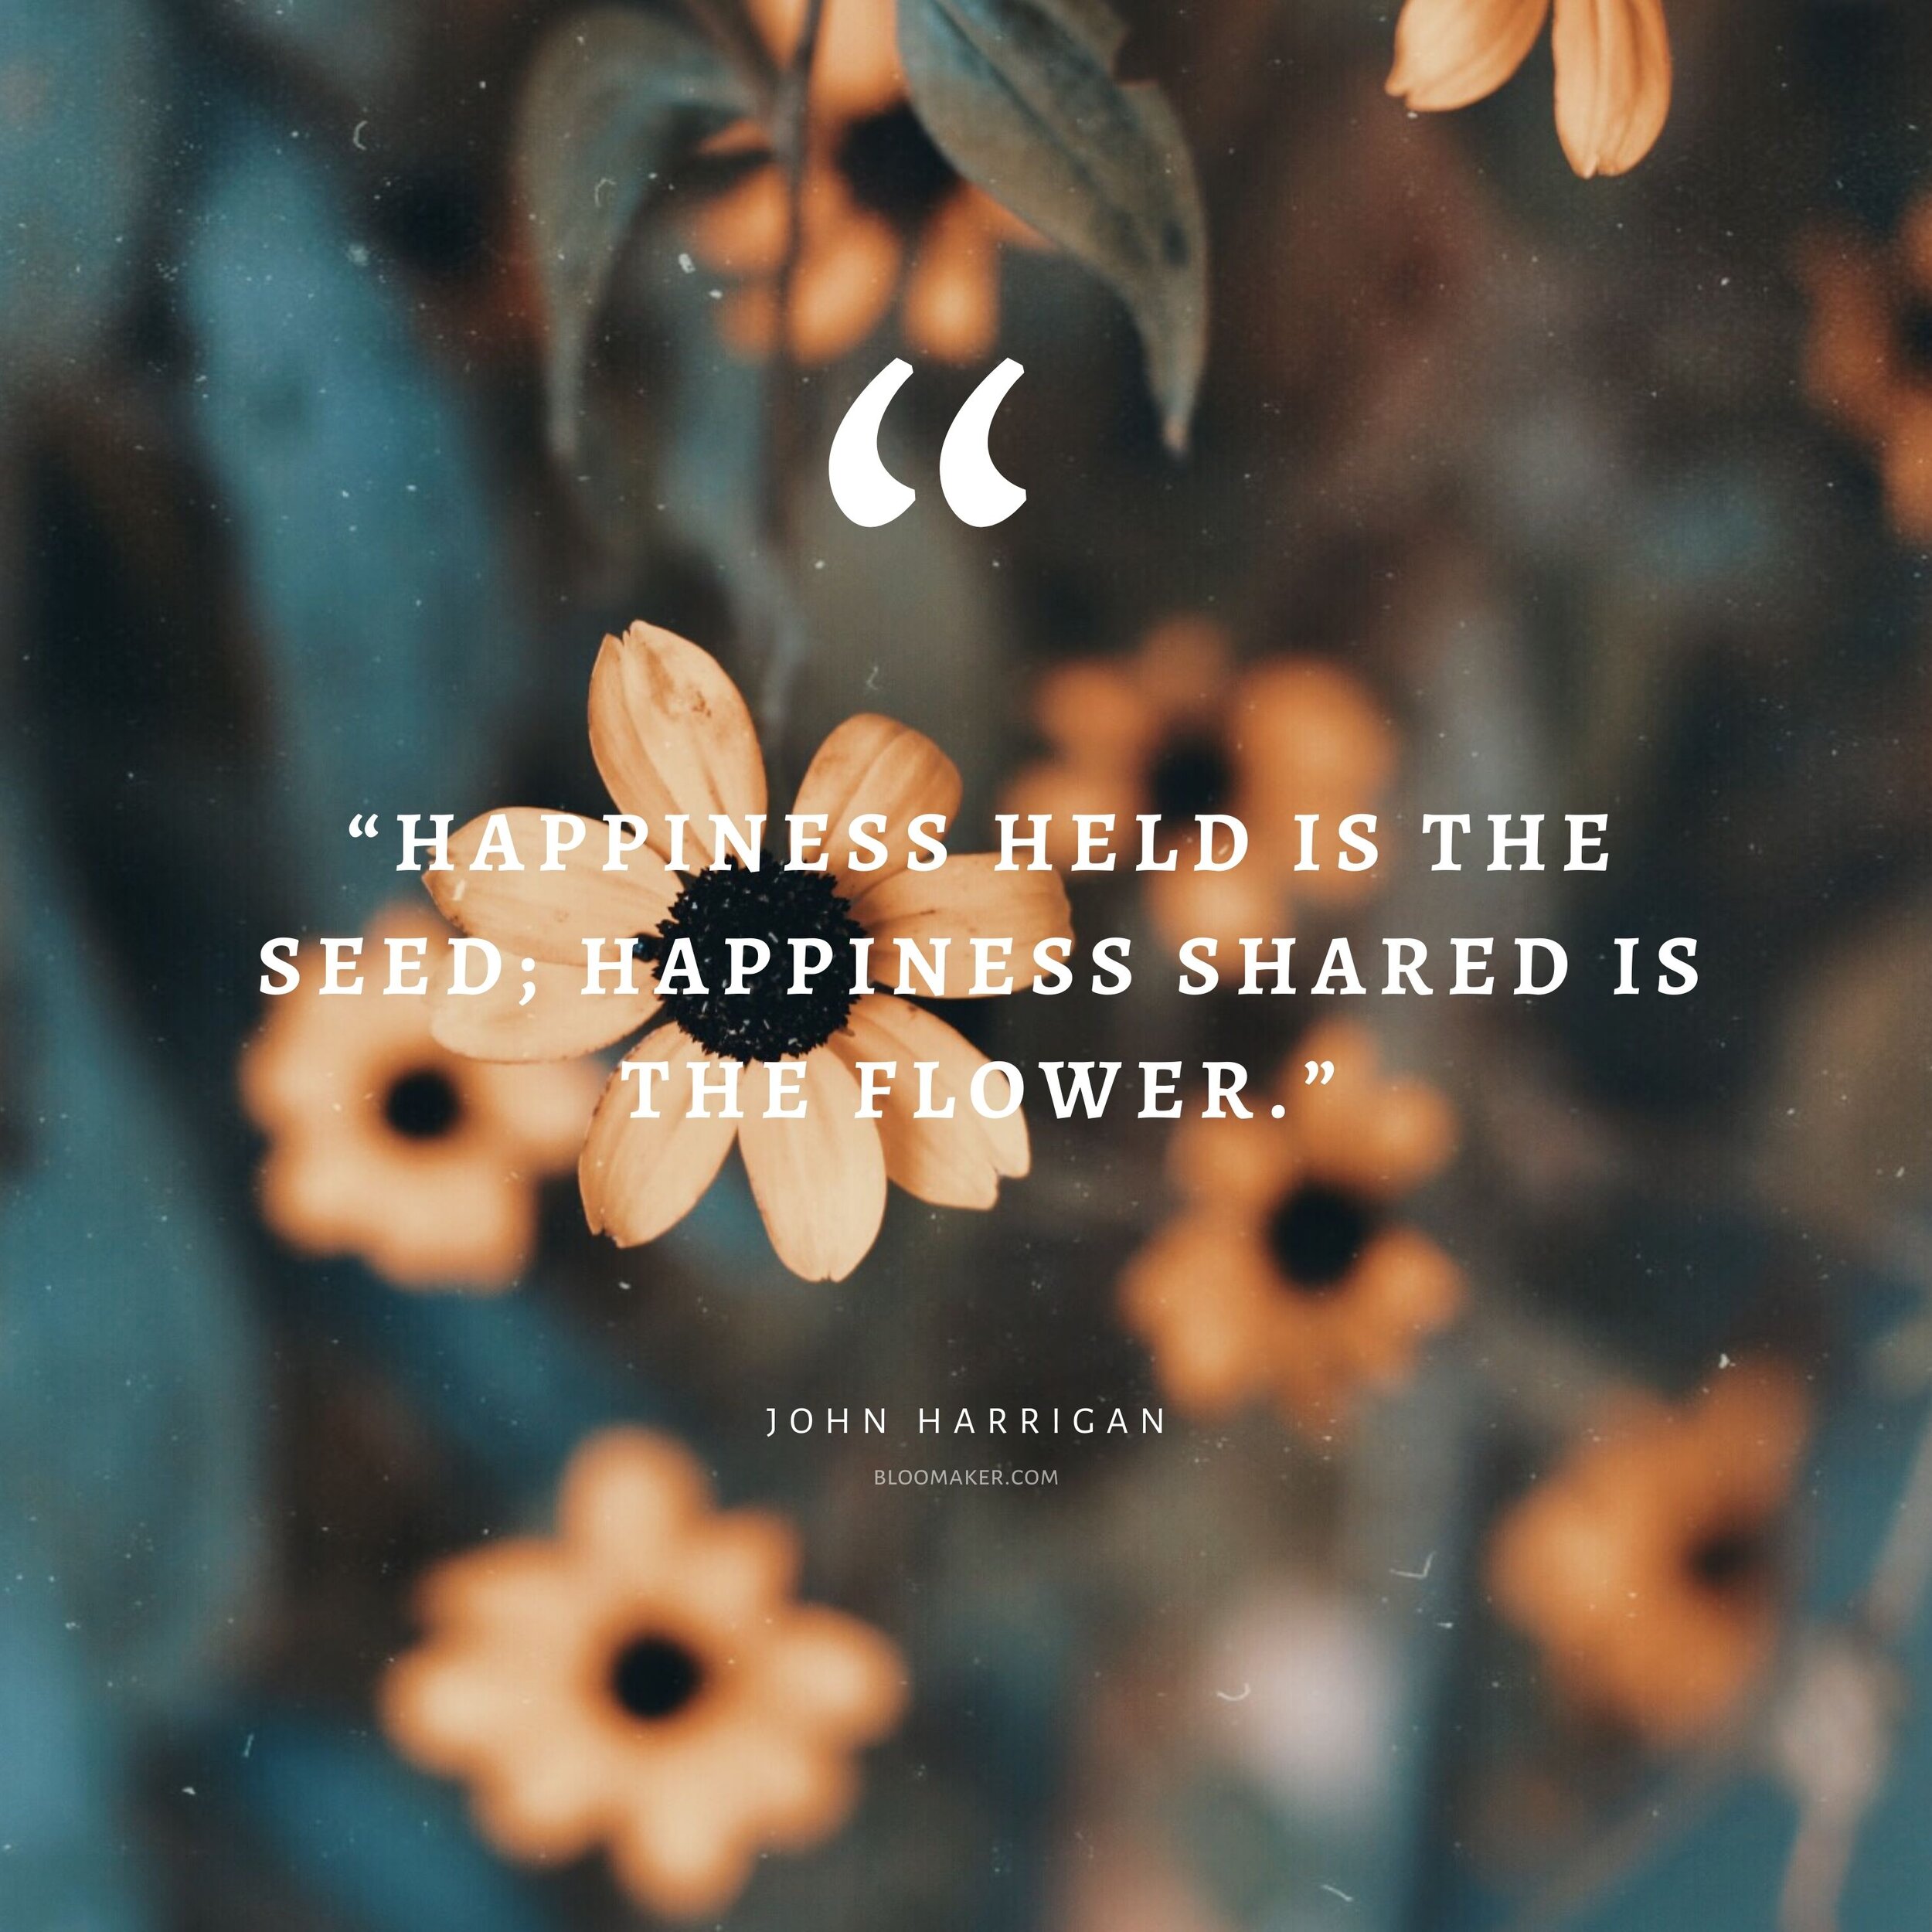 “
“HAPPINESS HELD IS THE
SEED; HAPPINESS SHARED IS
THE FLOWER.”
JOHN HARRIGAN
BLOOMAKER.COM